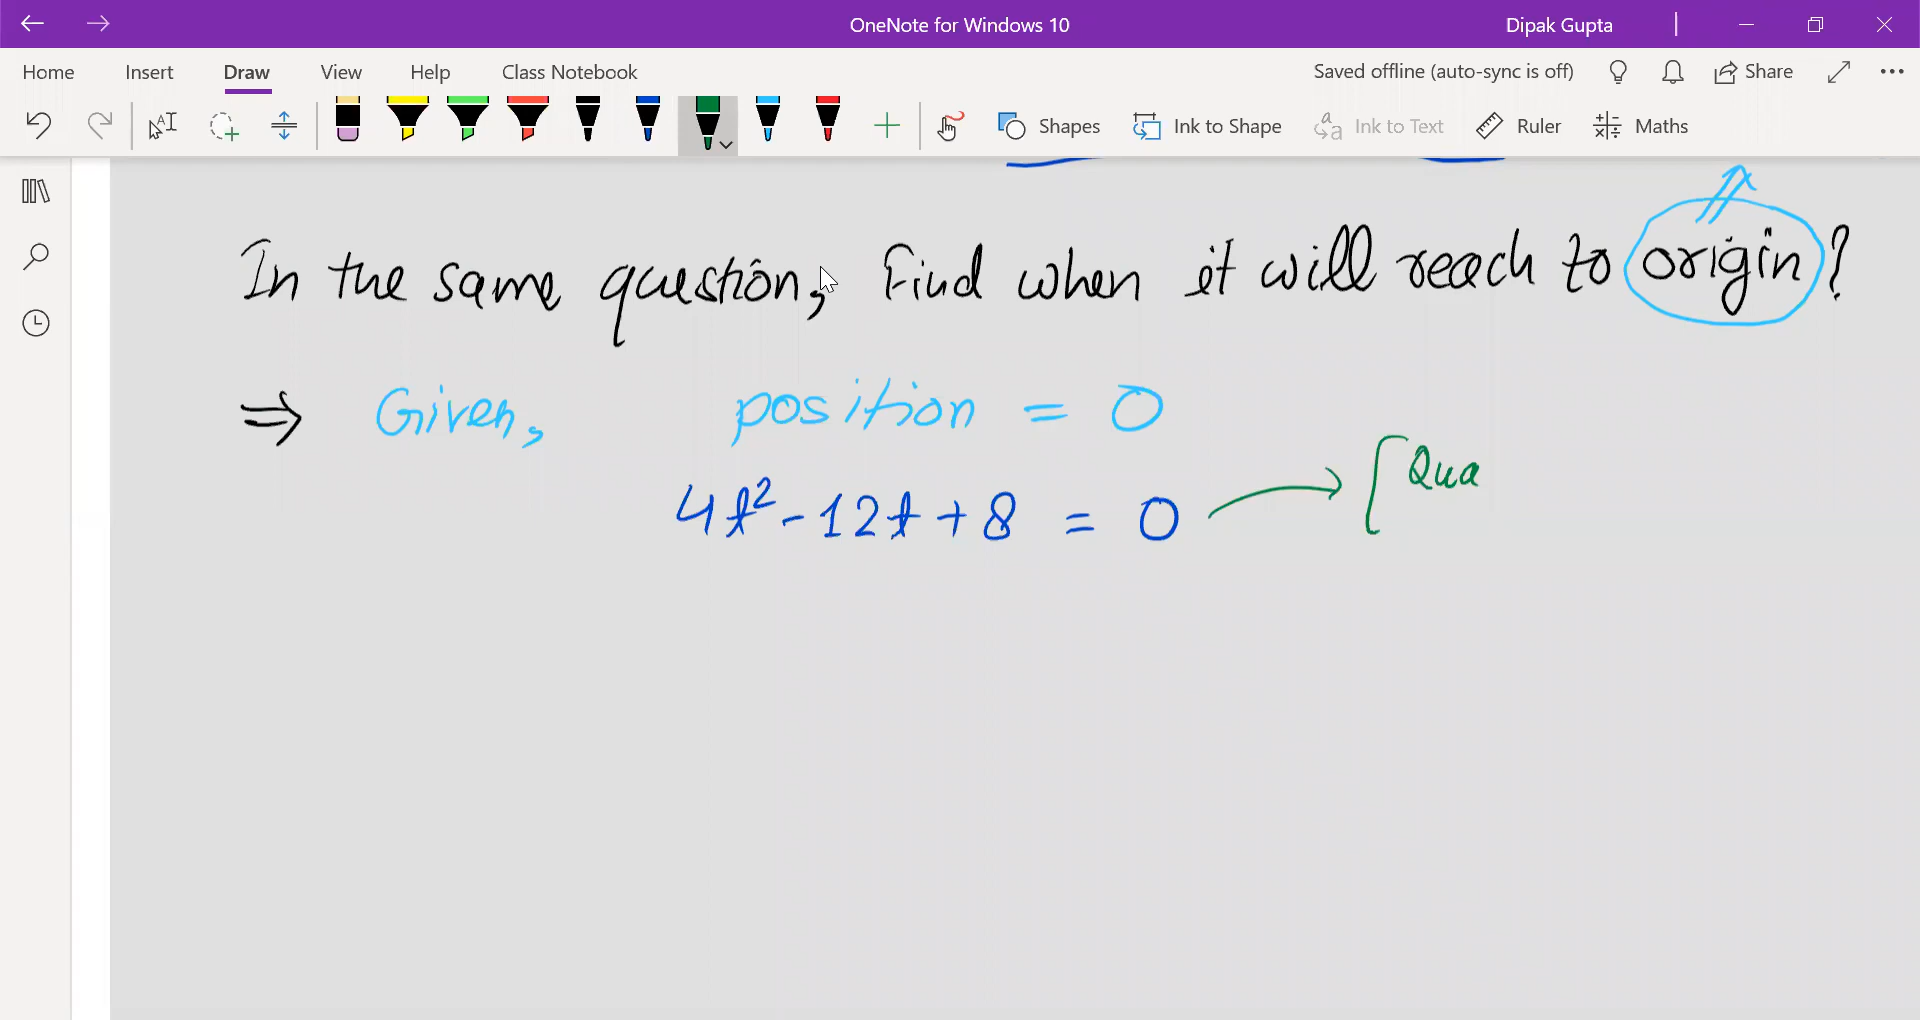 OneNote for Windows 10
Dipak Gupta
Home Insert Draw View Help Class Notebook
Saved offline (auto-sync is off) Share
Shapes Ink to Shape Ink to Text Ruler Maths
In the same question, Find when it will reach to origin?
⇒ Given, position = 0
4t² - 12t + 8 = 0 → [Qua